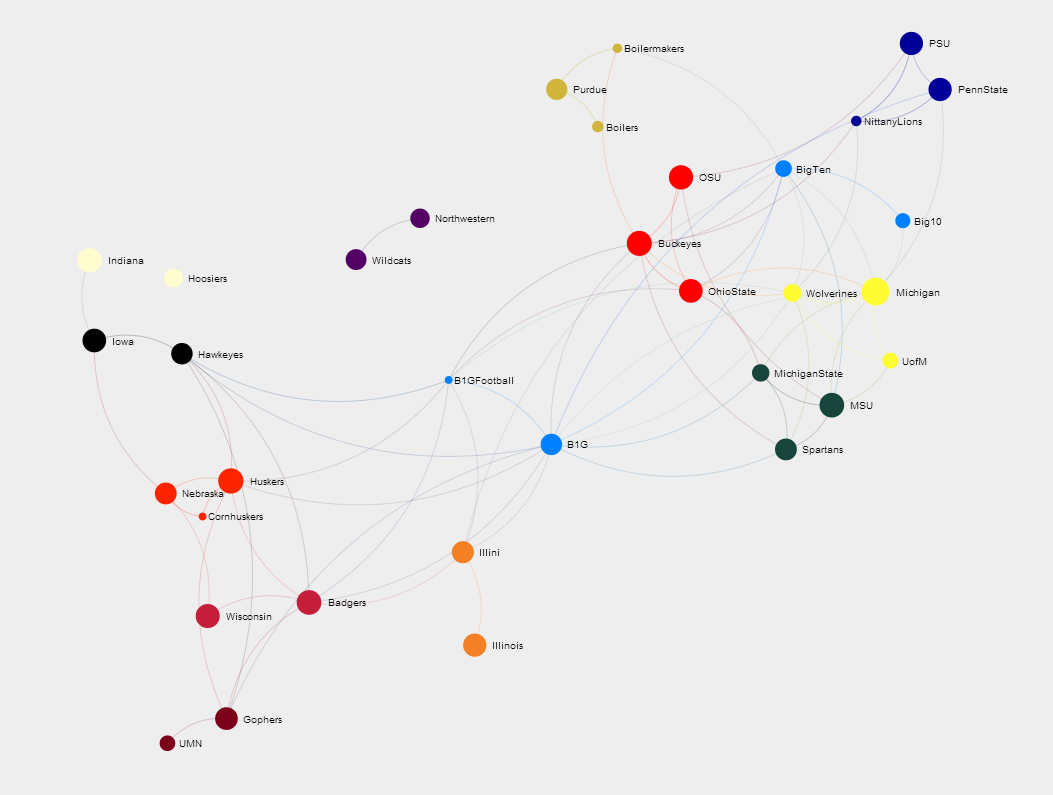 PSU
Boilermakers
Purdue
PennState
NittanyLions
Boilers
BigTen
OSU
Northwestern
Big10
Buckeyes
Indiana
Wildcats
Hoosiers
OhioState
Wolverines
Michigan
Iowa
Hawkeyes
UofM
MichiganState
B1GFootball
MSU
B1G
Spartans
Huskers
Nebraska
Cornhuskers
Illini
Badgers
Wisconsin
Illinois
Gophers
UMN